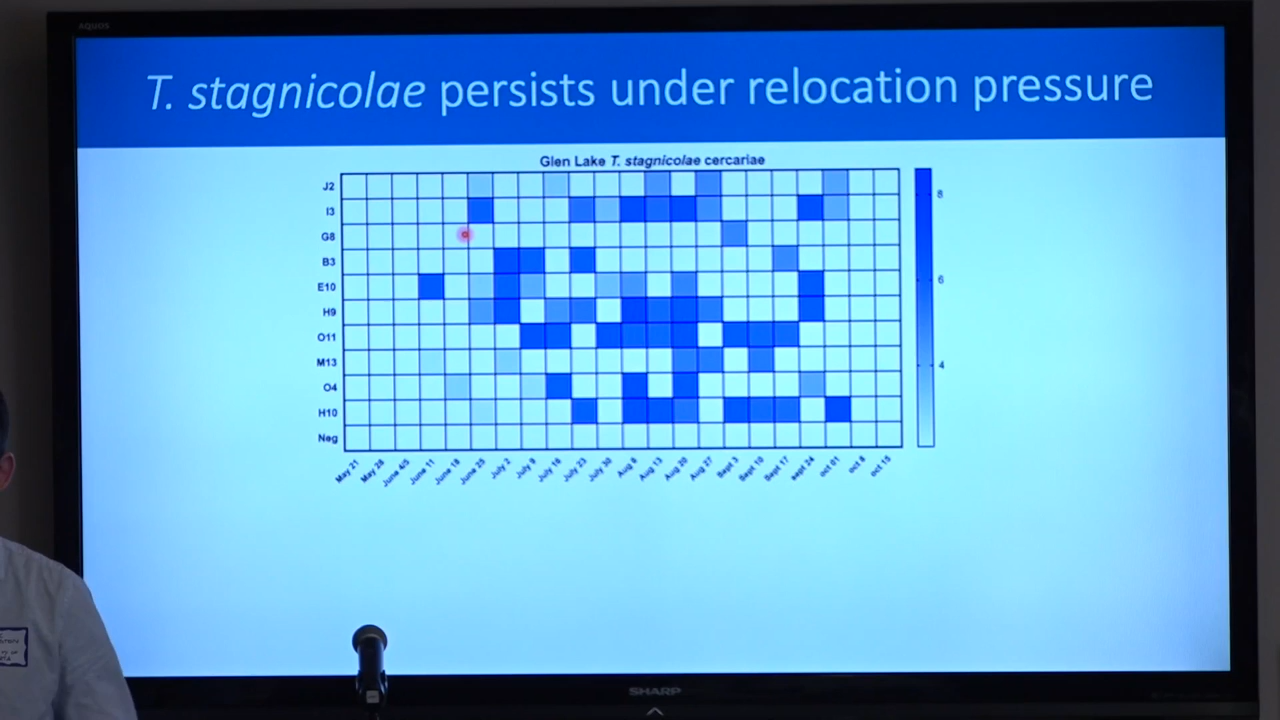 AQUOS
T. stagnicolae persists under relocation pressure
Glen Lake T. stagnicolae cercariae
J2
I3
G8
B3
E10
H9
O11
M13
O4
H10
Neg
8
6
4
May 21
May 28
June 4/5
June 11
June 18
June 25
July 2
July 9
July 16
July 23
July 30
Aug 6
Aug 13
Aug 20
Aug 27
Sept 3
Sept 10
Sept 17
sept 24
oct 01
oct 8
oct 15
SHARP